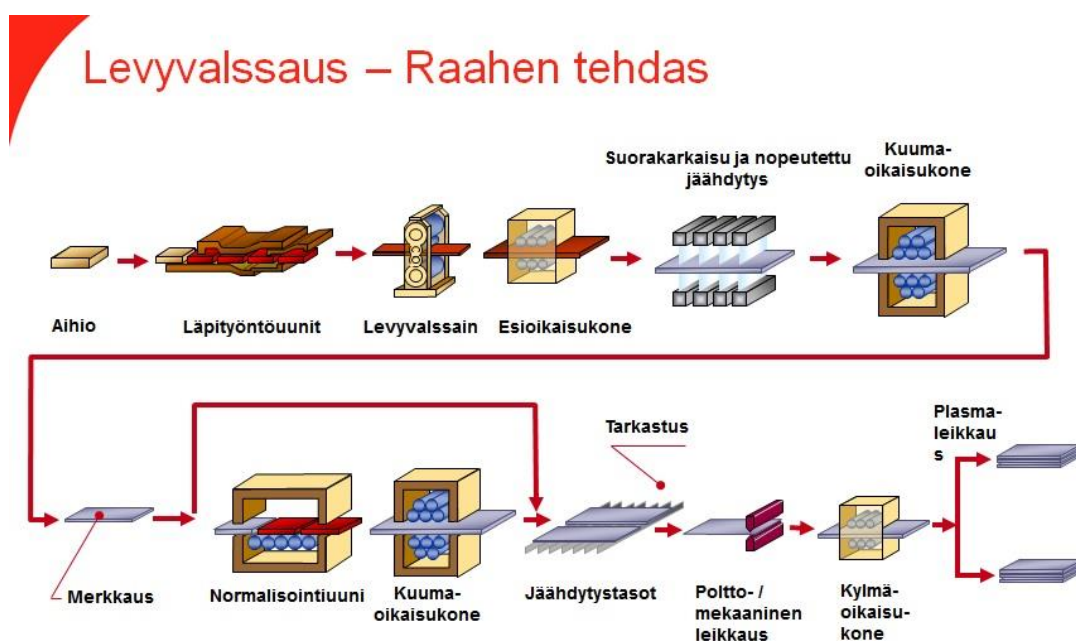 Levyvalssaus – Raahen tehdas
Suorakarkaisu ja nopeutettu
jäähdytys
Kuuma-
oikaisukone
Aihio
Läpityöntöuunit
Levyvalssain
Esioikaisukone
Tarkastus
Plasma-
leikkau
s
Merkkaus
Normalisointiuuni
Kuuma-
oikaisukone
Jäähdytystasot
Poltto- /
mekaaninen
leikkaus
Kylmä-
oikaisu-
kone